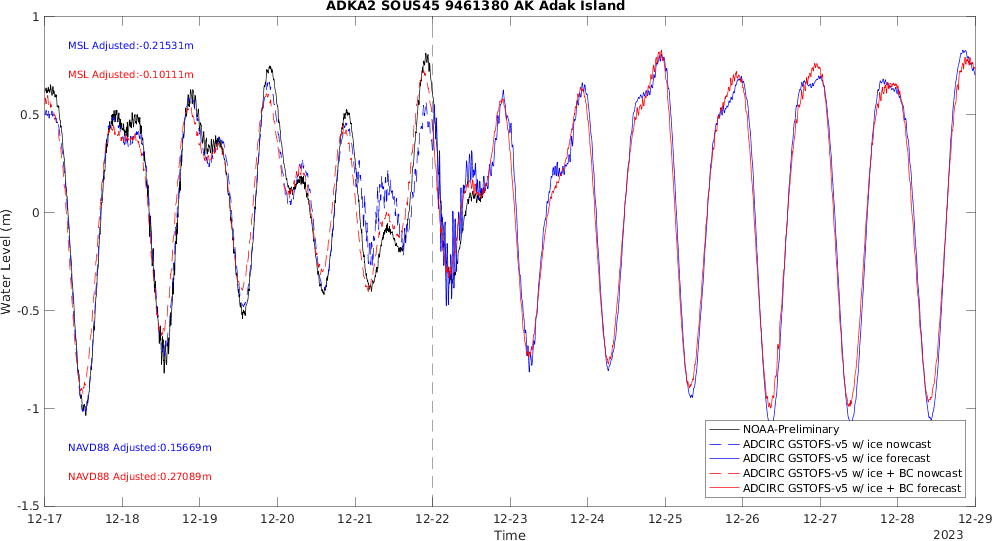 ADKA2 SOUS45 9461380 AK Adak Island
1
0.5
0
-0.5
-1
-1.5
Water Level (m)
MSL Adjusted:-0.21531m
MSL Adjusted:-0.10111m
NAVD88 Adjusted:0.15669m
NAVD88 Adjusted:0.27089m
NOAA-Preliminary
ADCIRC GSTOFS-v5 w/ ice nowcast
ADCIRC GSTOFS-v5 w/ ice forecast
ADCIRC GSTOFS-v5 w/ ice + BC nowcast
ADCIRC GSTOFS-v5 w/ ice + BC forecast
12-17 12-18 12-19 12-20 12-21 12-22 12-23 12-24 12-25 12-26 12-27 12-28 12-29
Time
2023